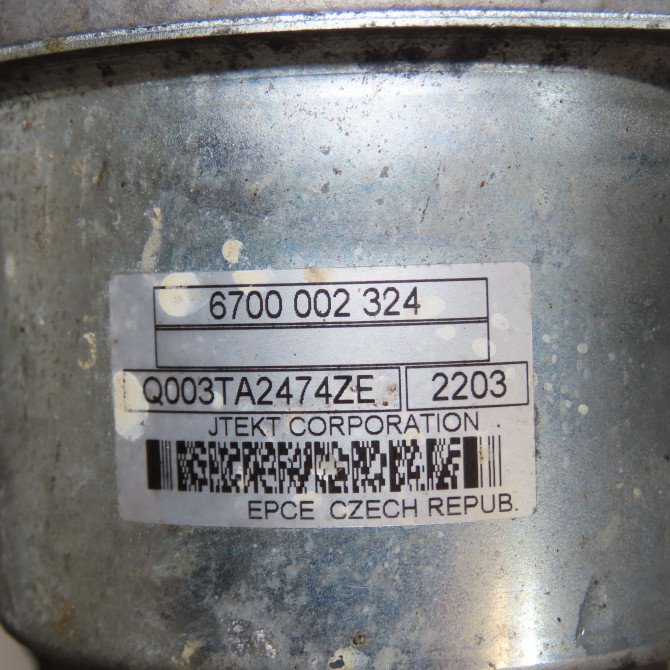 6700 002 324
Q003TA2474ZE 2203
JTEKT CORPORATION
EPCE CZECH REPUB.